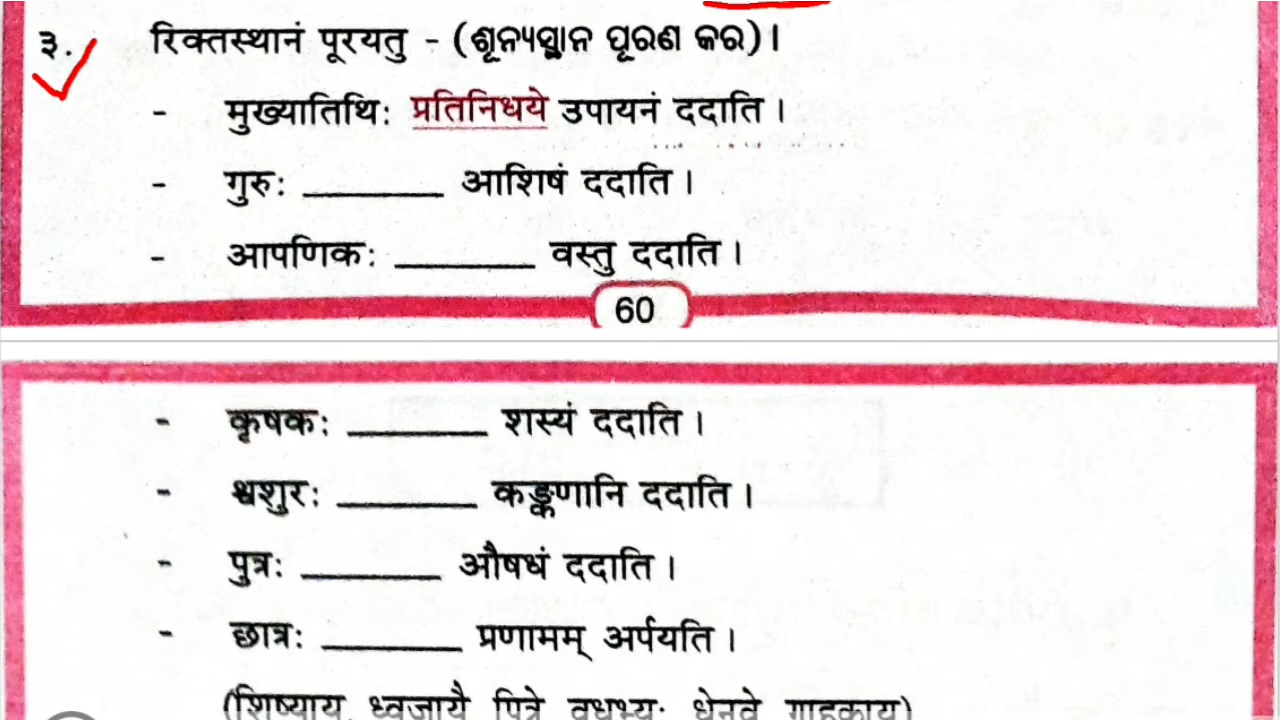 ३. रिक्तस्थानं पूरयतु - (ଶୂନ୍ୟସ୍ଥାନ ପୂରଣ କର)।
- मुख्यातिथिः प्रतिनिधये उपायनं ददाति।
- गुरुः ________ आशिषं ददाति।
- आपणिकः ________ वस्तु ददाति।
60
- कृषकः ________ शस्यं ददाति।
- श्वशुरः ________ कङ्कणानि ददाति।
- पुत्रः ________ औषधं ददाति।
- छात्रः ________ प्रणामम् अर्पयति।
(शिष्याय, ध्वजायै, पित्रे, वधूभ्यः, धेनवे, ग्राहकाय)